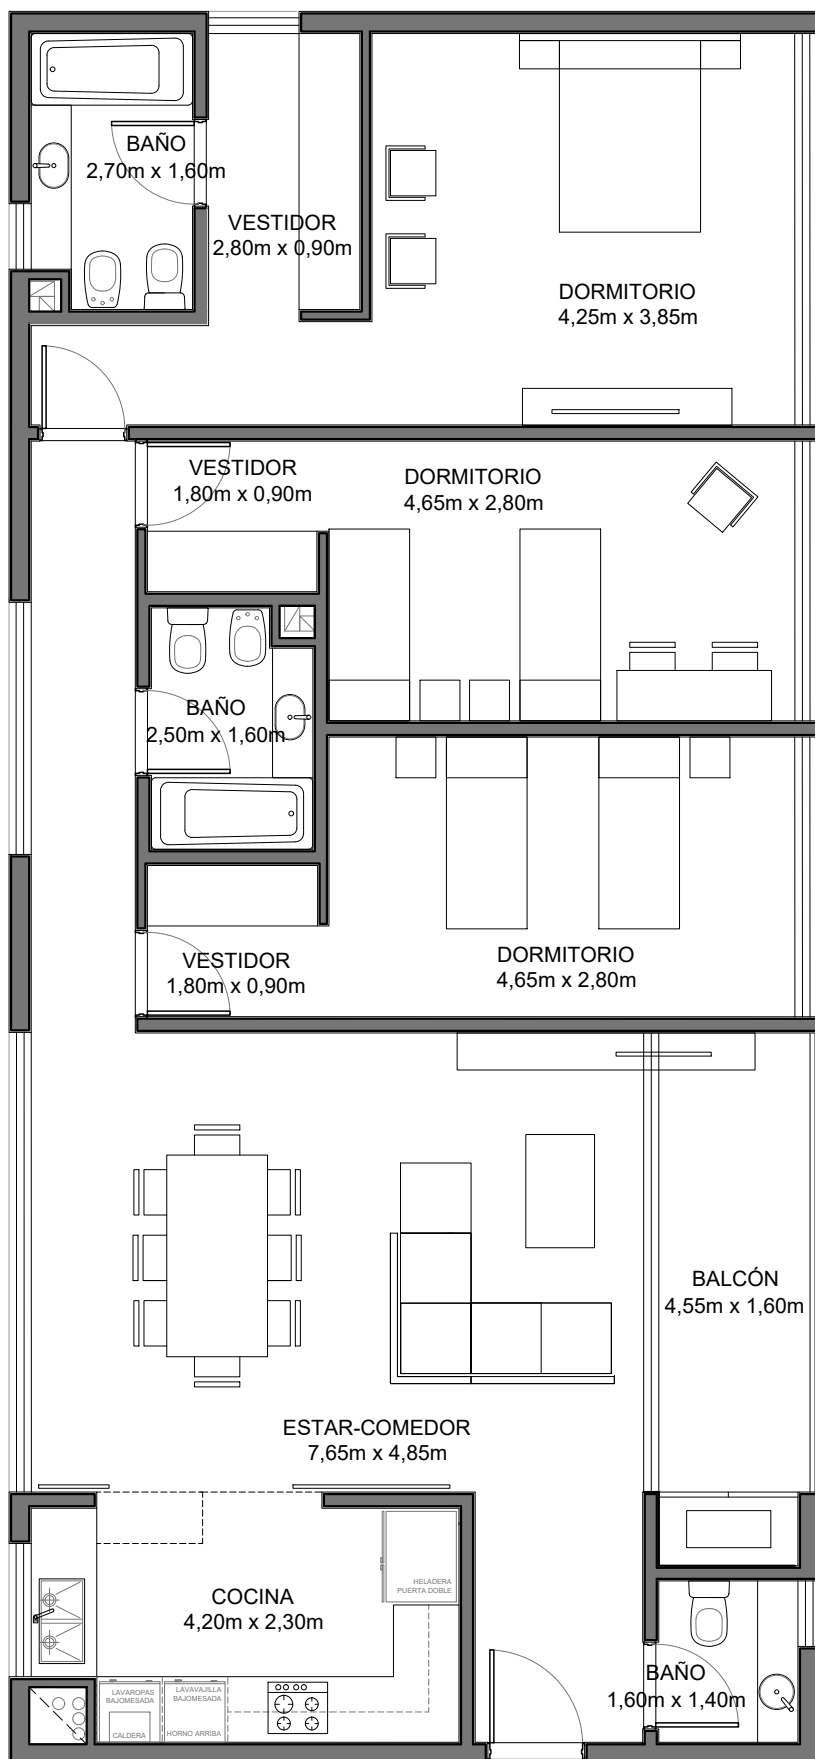 BAÑO
2,70m x 1,60m
VESTIDOR
2,80m x 0,90m
DORMITORIO
4,25m x 3,85m
VESTIDOR
1,80m x 0,90m
DORMITORIO
4,65m x 2,80m
BAÑO
2,50m x 1,60m
VESTIDOR
1,80m x 0,90m
DORMITORIO
4,65m x 2,80m
BALCÓN
4,55m x 1,60m
ESTAR-COMEDOR
7,65m x 4,85m
HELADERA
PUERTA DOBLE
COCINA
4,20m x 2,30m
BAÑO
1,60m x 1,40m
LAVAROPAS
BAJOMESADA
CALDERA
LAVAVAJILLA
BAJOMESADA
HORNO ARRIBA